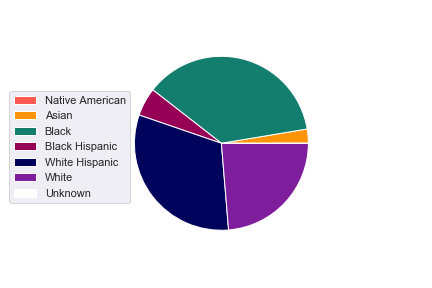 Native American
Asian
Black
Black Hispanic
White Hispanic
White
Unknown